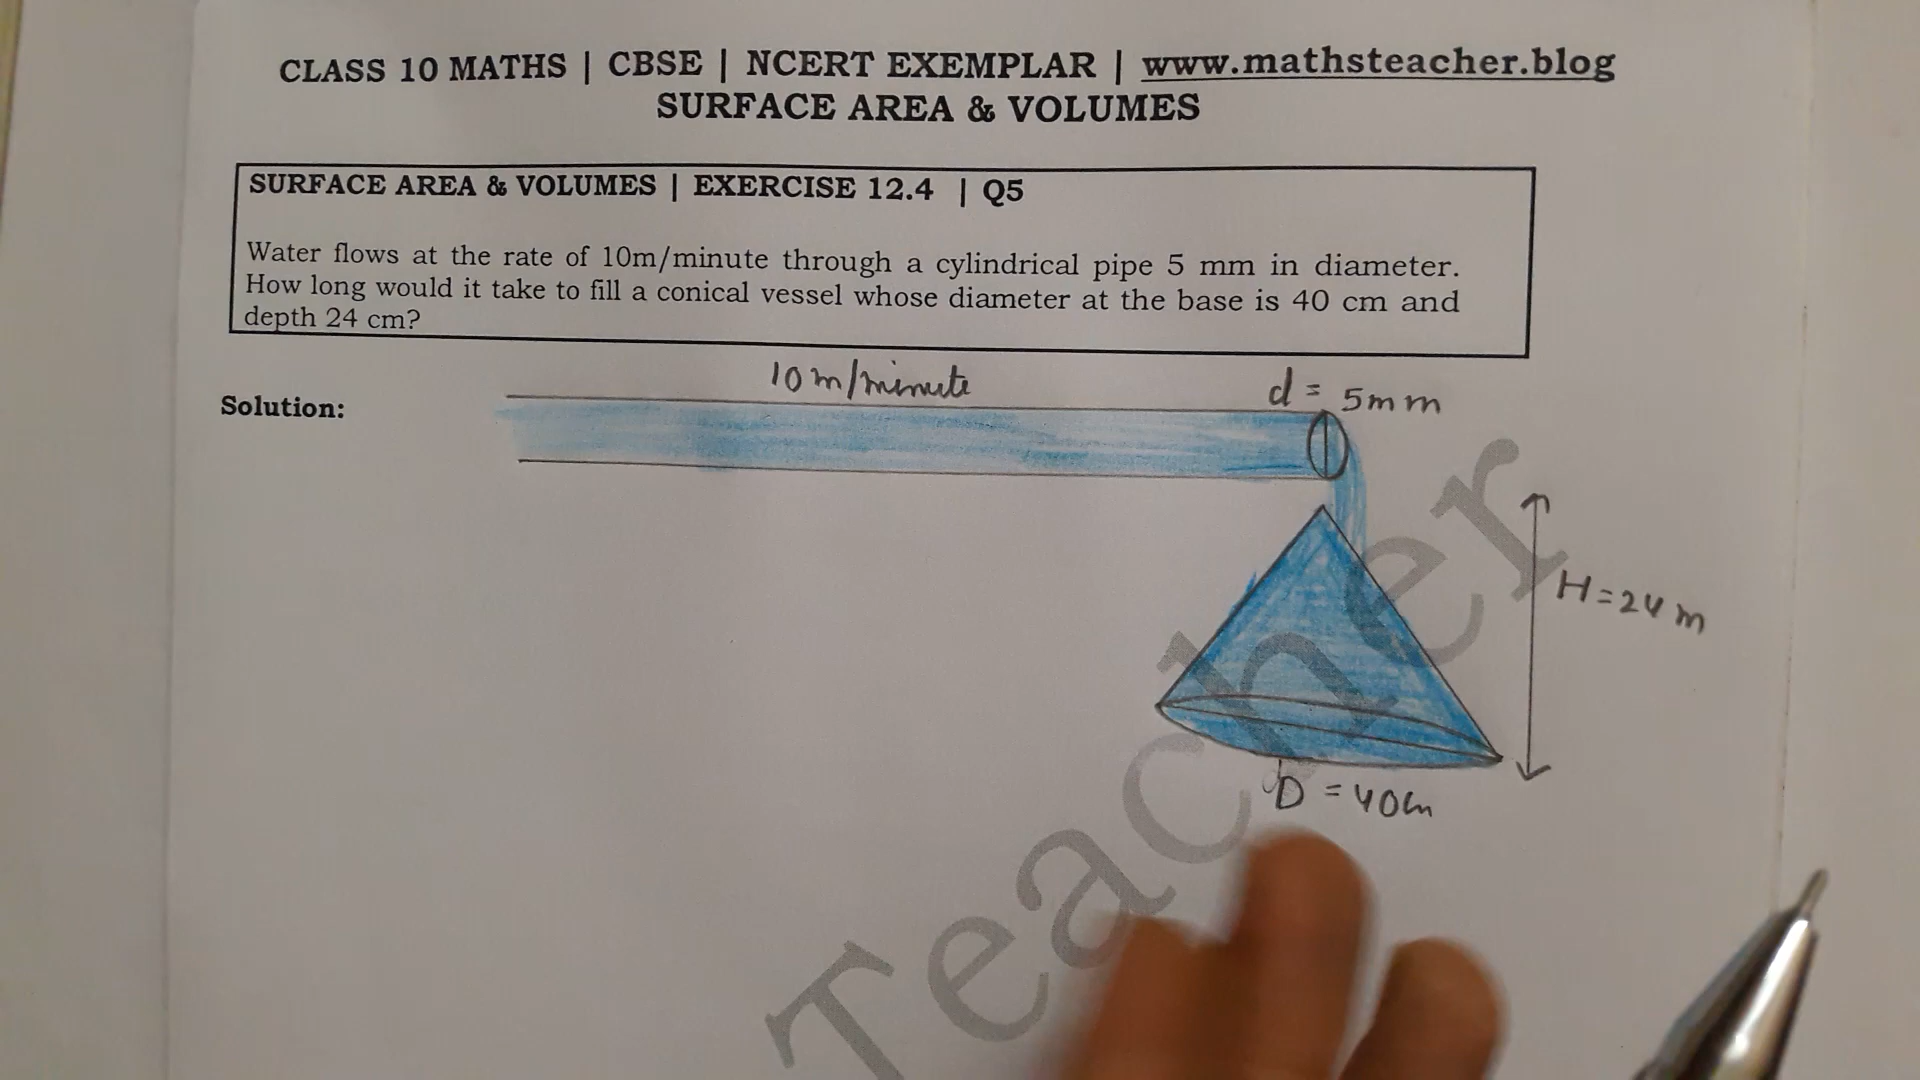 CLASS 10 MATHS | CBSE | NCERT EXEMPLAR | www.mathsteacher.blog
SURFACE AREA & VOLUMES
SURFACE AREA & VOLUMES | EXERCISE 12.4 | Q5
Water flows at the rate of 10m/minute through a cylindrical pipe 5 mm in diameter.
How long would it take to fill a conical vessel whose diameter at the base is 40 cm and
depth 24 cm?
Solution:
10m/minute
d = 5mm
H=24 m
D = 40cm
Teacher